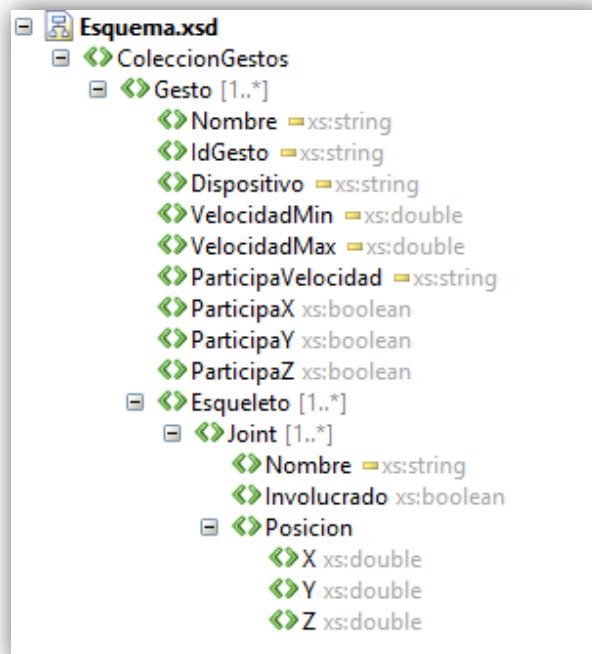 Esquema.xsd
ColeccionGestos
Gesto [1..*]
Nombre xs:string
IdGesto xs:string
Dispositivo xs:string
VelocidadMin xs:double
VelocidadMax xs:double
ParticipaVelocidad xs:string
ParticipaX xs:boolean
ParticipaY xs:boolean
ParticipaZ xs:boolean
Esqueleto [1..*]
Joint [1..*]
Nombre xs:string
Involucrado xs:boolean
Posicion
X xs:double
Y xs:double
Z xs:double